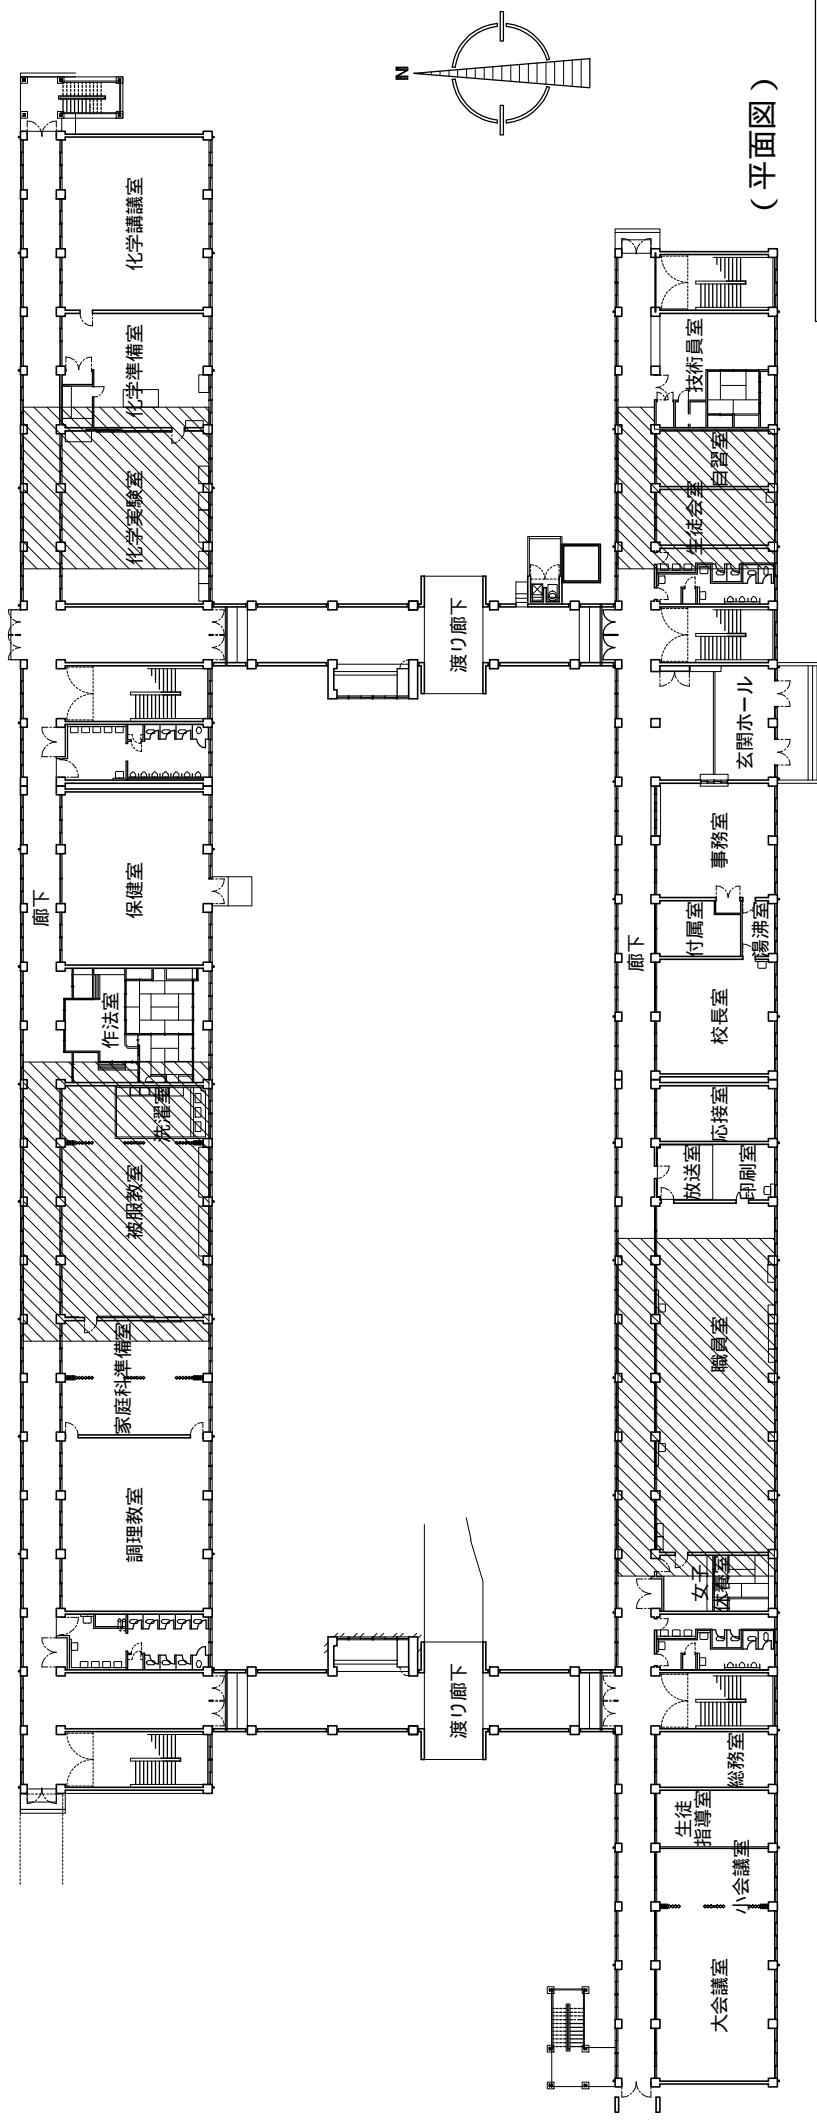 N
（平面図）
化学講議室
化学準備室
化学実験室
保健室
廊下
作法室
洗濯室
被服教室
家庭科準備室
調理教室
渡り廊下
渡り廊下
技術員室
自習室
生徒会室
玄関ホール
事務室
付属室
湯沸室
廊下
校長室
応接室
放送室
印刷室
職員室
女子
休養室
総務室
生徒
指導室
小会議室
大会議室